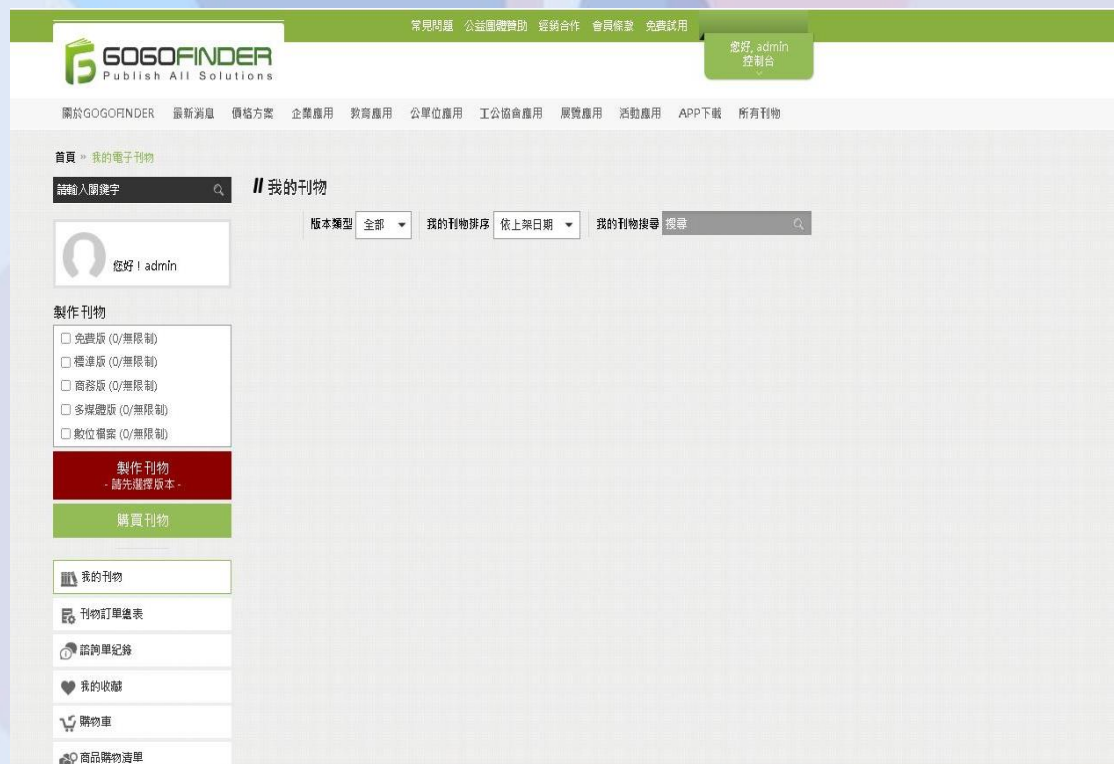 常見問題 公益團體贊助 經銷合作 會員條款 免費試用
GOGOFINDER
Publish All Solutions
您好, admin
控制台
關於GOGOFINDER 最新消息 價格方案 企業應用 教育應用 公單位應用 工公協會應用 展覽應用 活動應用 APP下載 所有刊物
首頁 » 我的電子刊物
請輸入關鍵字
// 我的刊物
版本類型 全部 我的刊物排序 依上架日期 我的刊物搜尋 搜尋
您好！admin
製作刊物
免費版 (0/無限制)
標準版 (0/無限制)
商務版 (0/無限制)
多媒體版 (0/無限制)
數位檔案 (0/無限制)
製作刊物
- 請先選擇版本 -
購買刊物
我的刊物
刊物訂單總表
諮詢單紀錄
我的收藏
購物車
商品購物清單